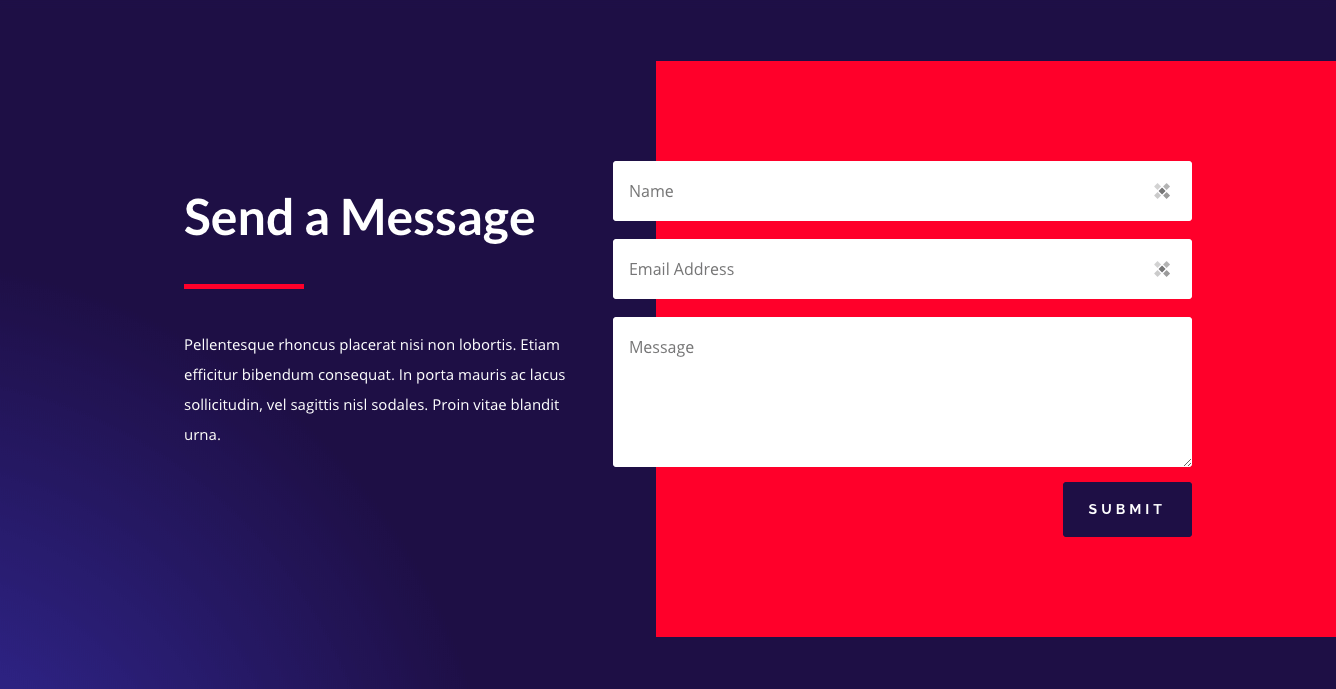 Send a Message
Pellentesque rhoncus placerat nisi non lobortis. Etiam
efficitur bibendum consequat. In porta mauris ac lacus
sollicitudin, vel sagittis nisl sodales. Proin vitae blandit
urna.
Name
Email Address
Message
SUBMIT